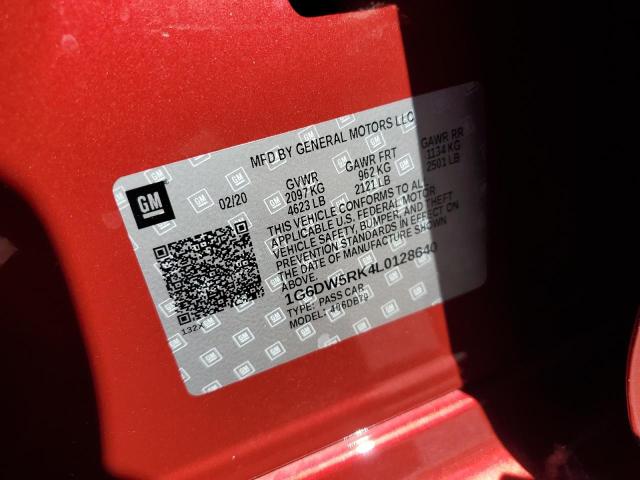 MFD BY GENERAL MOTORS LLC
GM
02/20
GVWR
2097 KG
4623 LB
GAWR FRT
962 KG
2121 LB
GAWR RR
1134 KG
2501 LB
THIS VEHICLE CONFORMS TO ALL
APPLICABLE U.S. FEDERAL MOTOR
VEHICLE SAFETY, BUMPER, AND THEFT
PREVENTION STANDARDS IN EFFECT ON
THE DATE OF MANUFACTURE SHOWN
ABOVE.
1G6DW5RK4L0128640
TYPE: PASS CAR
MODEL: 4G6DB79
132X